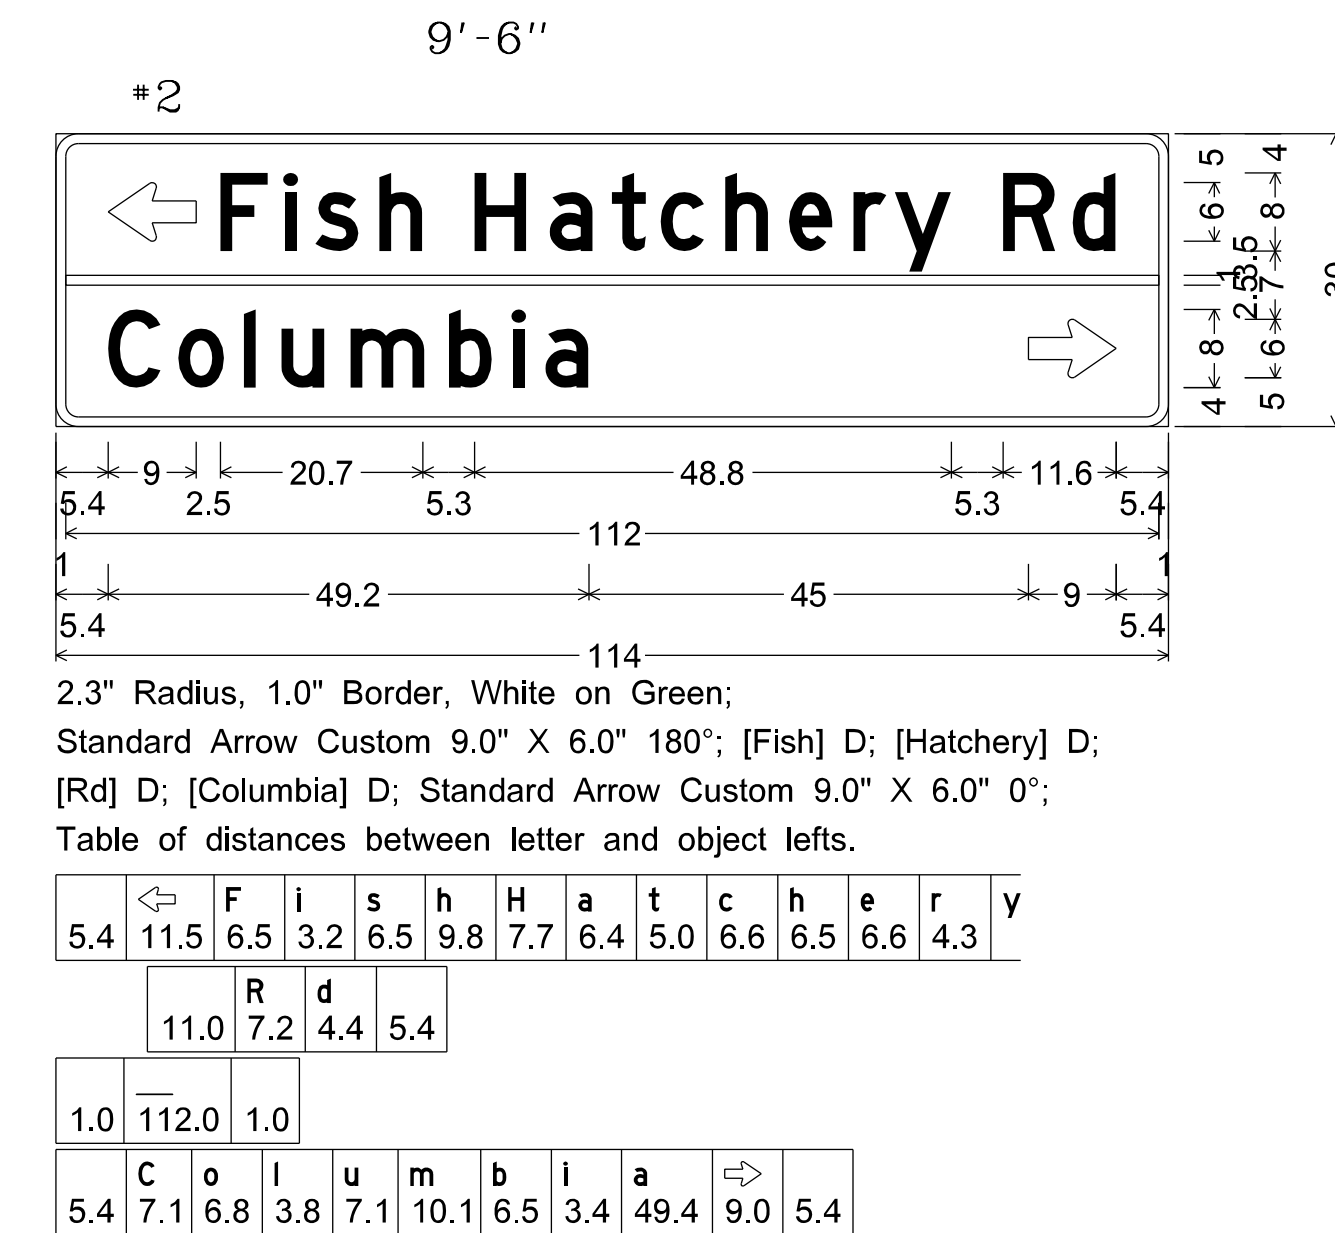 9'-6"
#2
Fish Hatchery Rd
Columbia
5 6 3.5 1 2.5 8 4
4 8 7 6 5
9 20.7 48.8 11.6
5.4 2.5 5.3 5.3 5.4
112
1 1
49.2 45 9
5.4 5.4
114
2.3" Radius, 1.0" Border, White on Green;
Standard Arrow Custom 9.0" X 6.0" 180°; [Fish] D; [Hatchery] D;
[Rd] D; [Columbia] D; Standard Arrow Custom 9.0" X 6.0" 0°;
Table of distances between letter and object lefts.
F i s h H a t c h e r y
5.4 11.5 6.5 3.2 6.5 9.8 7.7 6.4 5.0 6.6 6.5 6.6 4.3
R d
11.0 7.2 4.4 5.4
1.0 112.0 1.0
C o l u m b i a
5.4 7.1 6.8 3.8 7.1 10.1 6.5 3.4 49.4 9.0 5.4